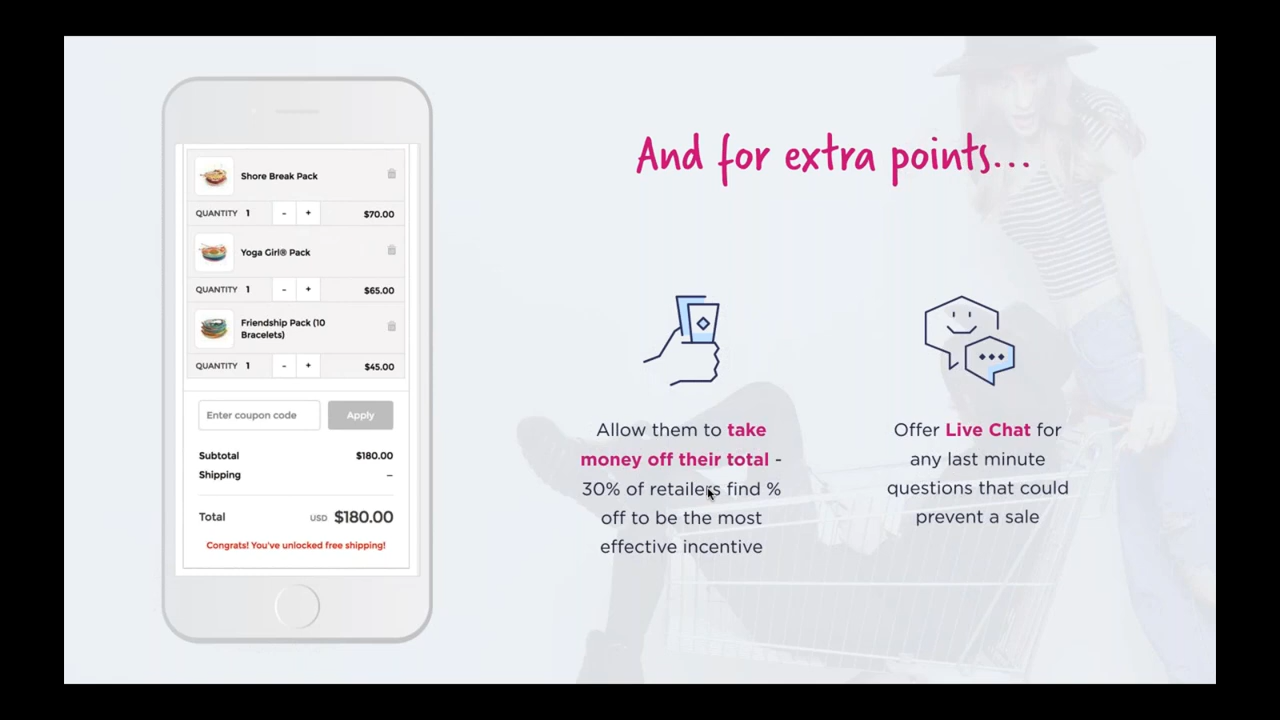 Shore Break Pack
QUANTITY 1 - + $70.00
Yoga Girl® Pack
QUANTITY 1 - + $65.00
Friendship Pack (10
Bracelets)
QUANTITY 1 - + $45.00
Enter coupon code Apply
Subtotal $180.00
Shipping –
Total USD $180.00
Congrats! You've unlocked free shipping!
And for extra points...
Allow them to take
money off their total -
30% of retailers find %
off to be the most
effective incentive
Offer Live Chat for
any last minute
questions that could
prevent a sale